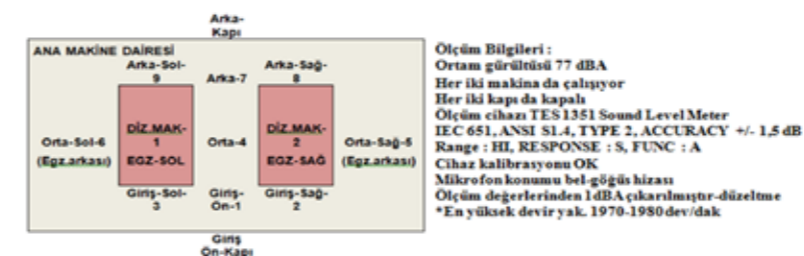 Arka-
Kapı
ANA MAKİNE DAİRESİ
Arka-Sol-
9
Arka-7
Arka-Sağ-
8
Orta-Sol-6
(Egz.arkası)
DİZ.MAK-
1
EGZ-SOL
Orta-4
DİZ.MAK-
2
EGZ-SAĞ
Orta-Sağ-5
(Egz.arkası)
Giriş-Sol-
3
Giriş-
Ön-1
Giriş-Sağ-
2
Giriş
Ön-Kapı
Ölçüm Bilgileri :
Ortam gürültüsü 77 dBA
Her iki makina da çalışıyor
Her iki kapı da kapalı
Ölçüm cihazı TES 1351 Sound Level Meter
IEC 651, ANSI S1.4, TYPE 2, ACCURACY +/- 1,5 dB
Range : HI, RESPONSE : S, FUNC : A
Cihaz kalibrasyonu OK
Mikrofon konumu bel-göğüs hizası
Ölçüm değerlerinden 1dBA çıkarılmıştır-düzeltme
*En yüksek devir yak. 1970-1980 dev/dak